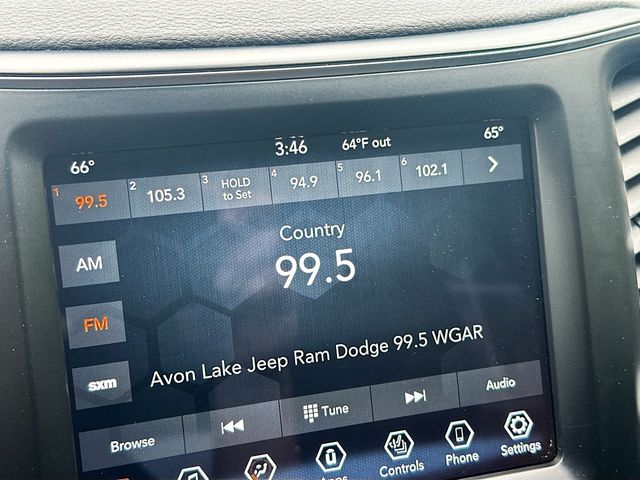 66° 3:46 64°F out 65°
1 99.5 2 105.3 3 HOLD to Set 4 94.9 5 96.1 6 102.1
Country
99.5
AM
FM
sxm
Avon Lake Jeep Ram Dodge 99.5 WGAR
Browse Tune Audio
Apps Controls Phone Settings